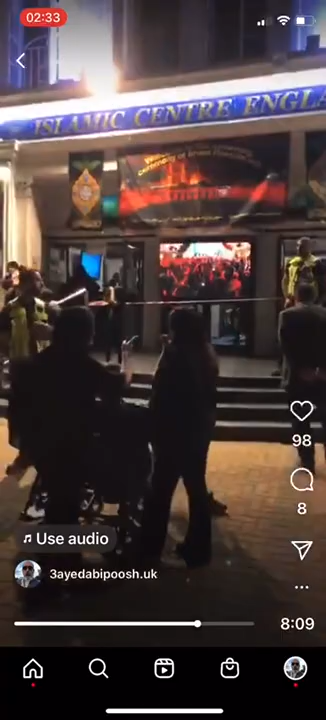 02:33
ISLAMIC CENTRE ENGLA
98
8
Use audio
3ayedabipoosh.uk
8:09